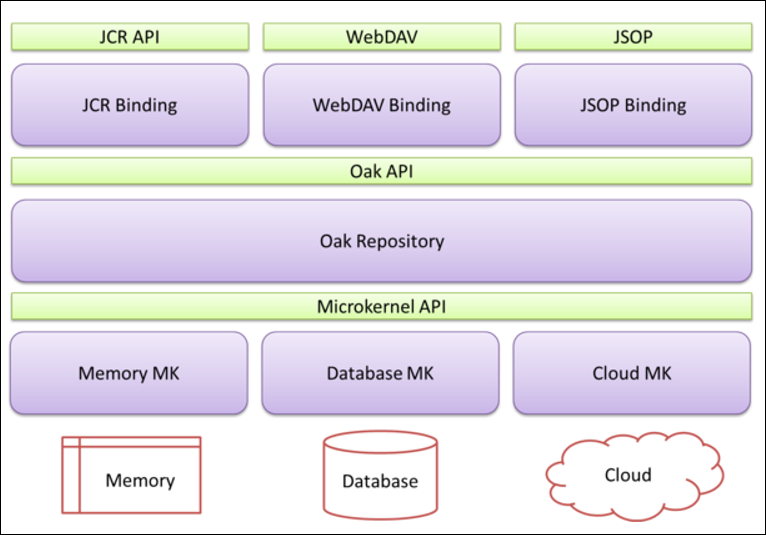 JCR API
WebDAV
JSOP
JCR Binding
WebDAV Binding
JSOP Binding
Oak API
Oak Repository
Microkernel API
Memory MK
Database MK
Cloud MK
Memory
Database
Cloud